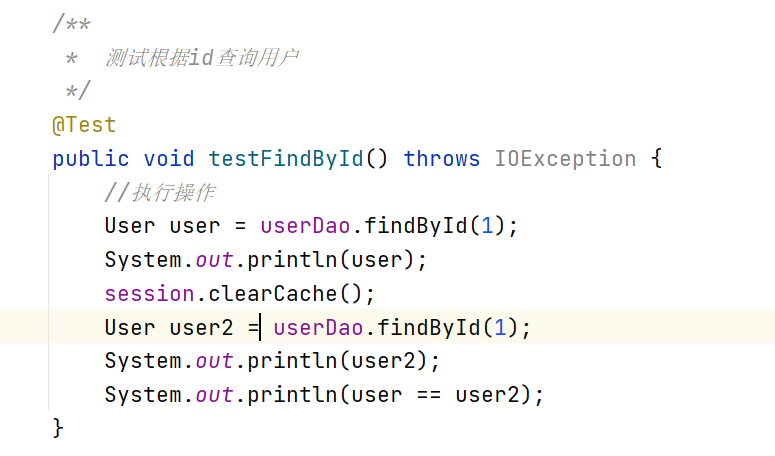 /**
 *  测试根据id查询用户
 */
@Test
public void testFindById() throws IOException {
    //执行操作
    User user = userDao.findById(1);
    System.out.println(user);
    session.clearCache();
    User user2 = userDao.findById(1);
    System.out.println(user2);
    System.out.println(user == user2);
}